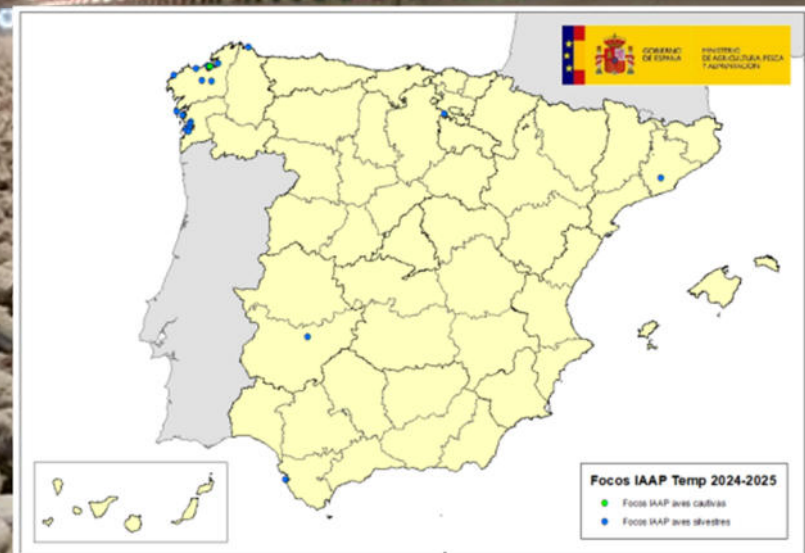 GOBIERNO
DE ESPAÑA
MINISTERIO
DE AGRICULTURA, PESCA
Y ALIMENTACIÓN
Focos IAAP Temp 2024-2025
Focos IAAP aves cautivas
Focos IAAP aves silvestres